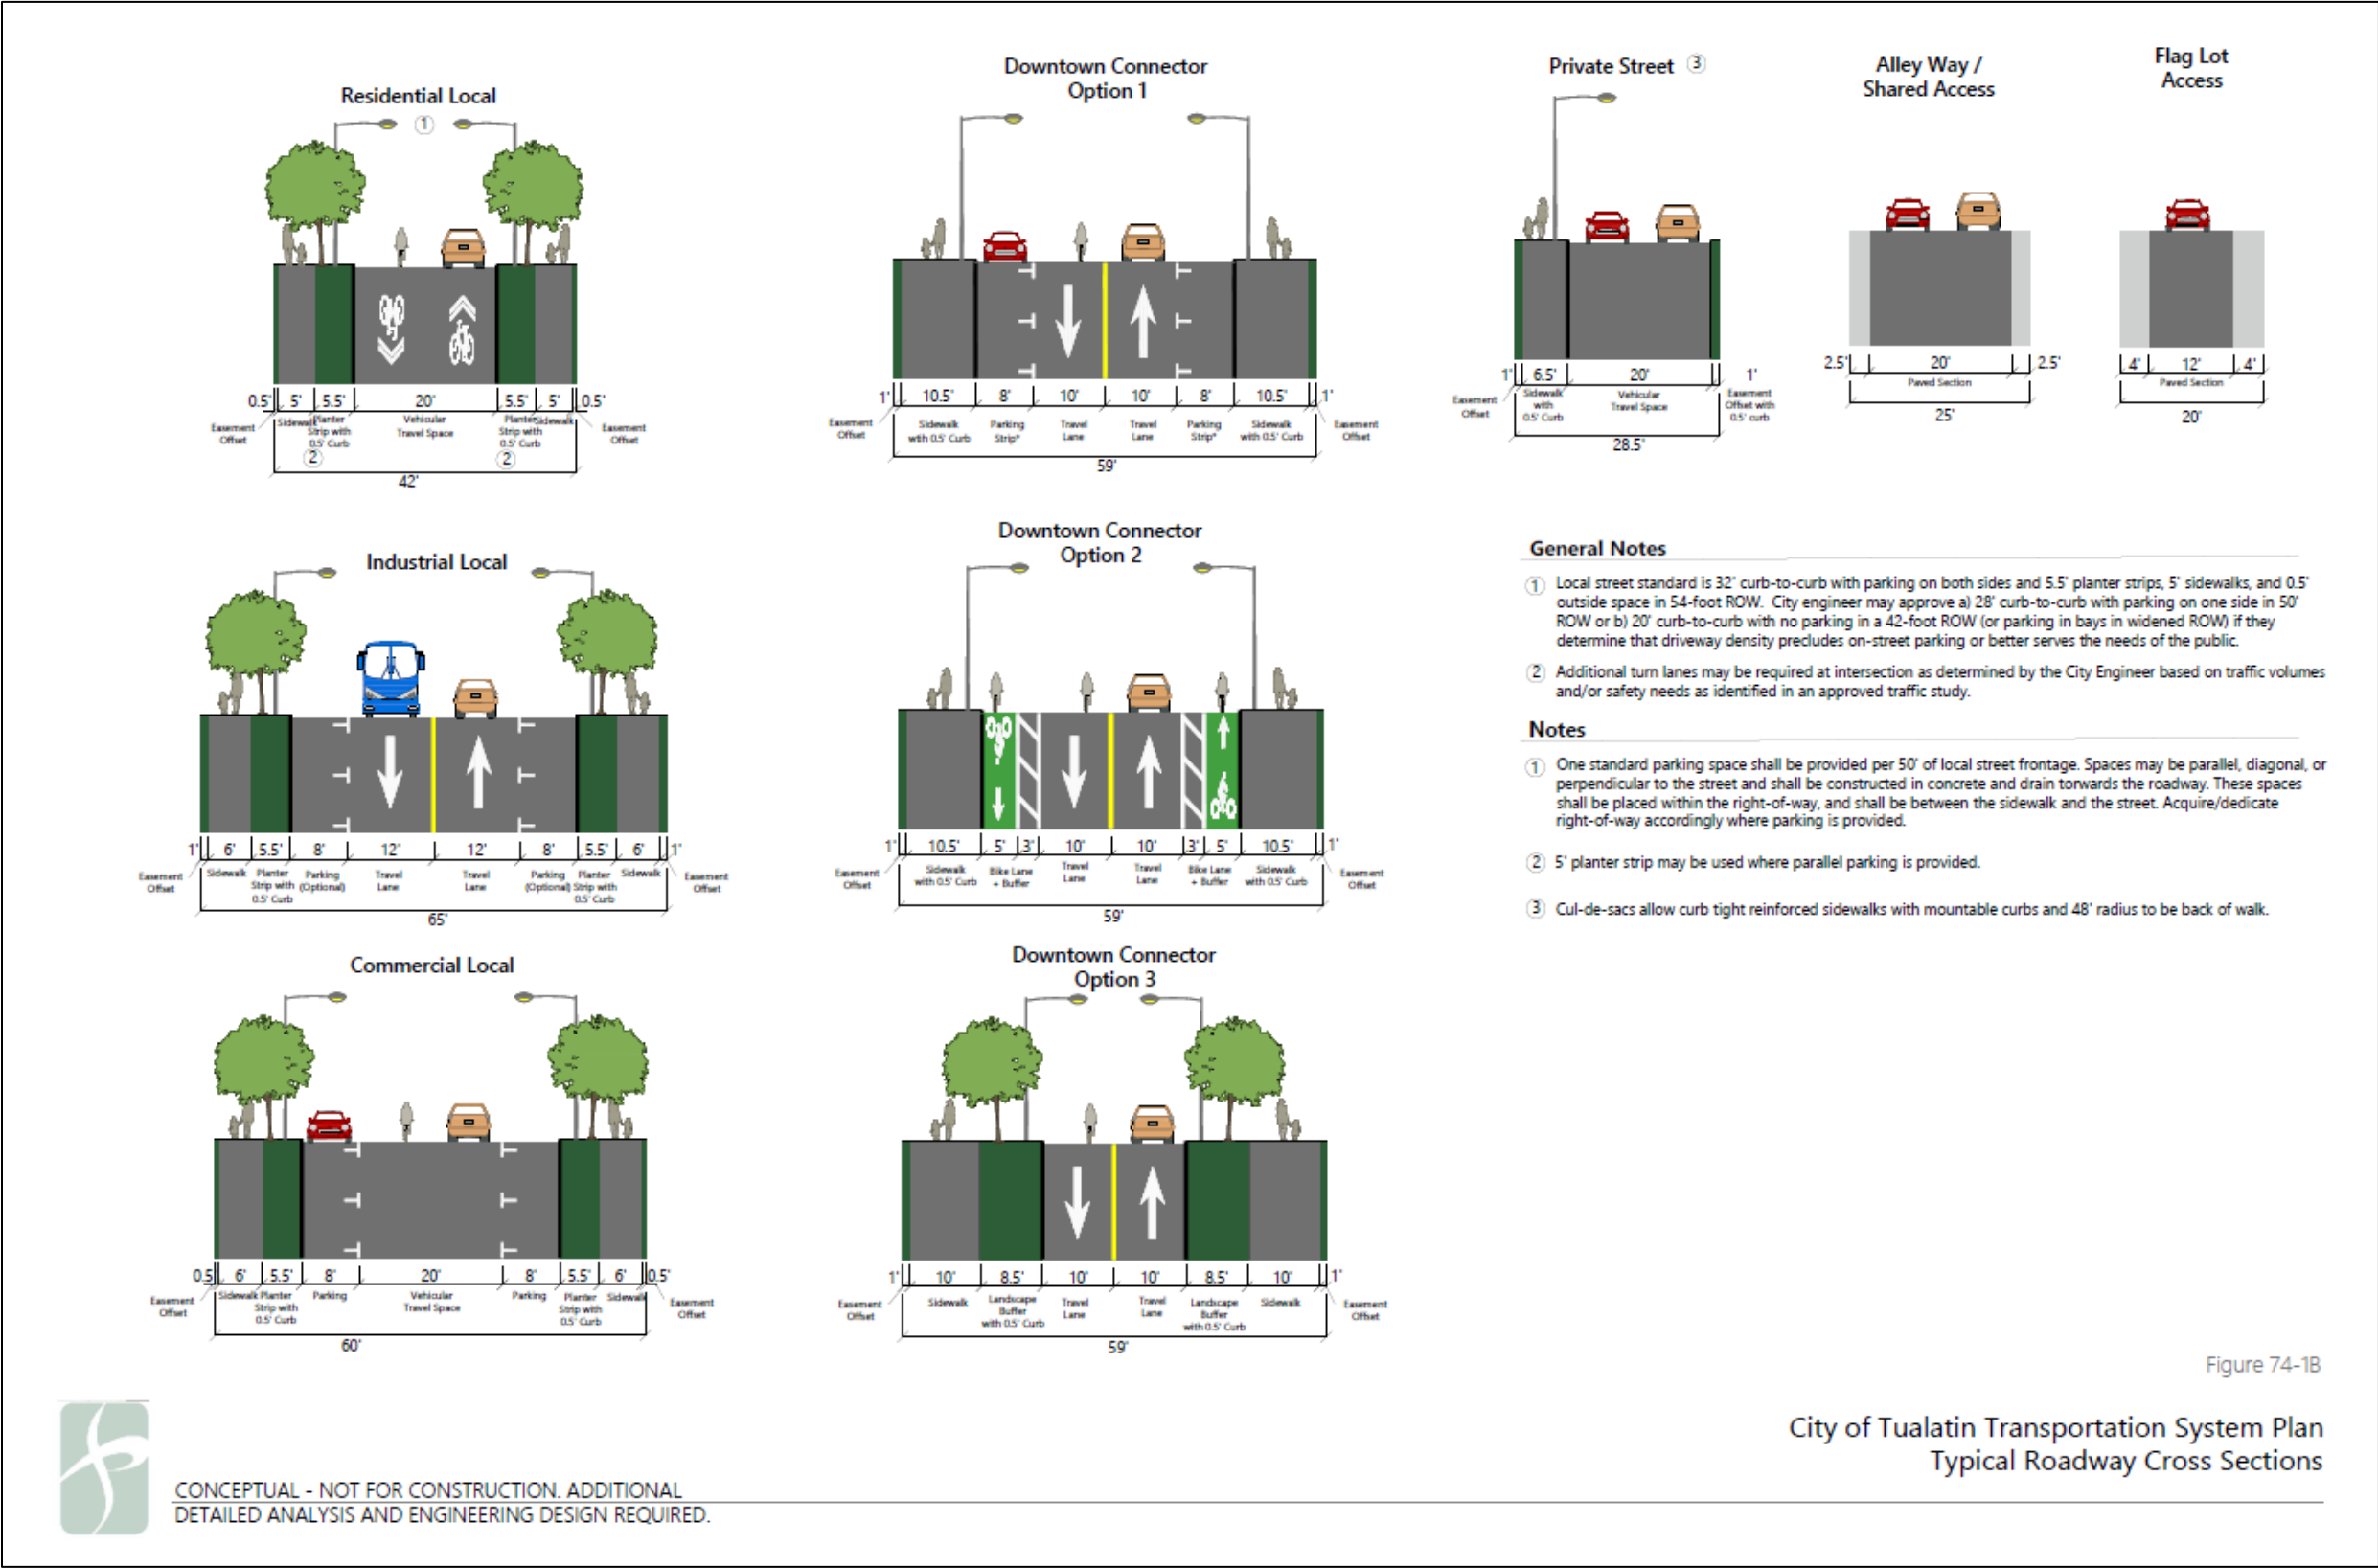 Residential Local
①
0.5' 5' 5.5' 20' 5.5' 5' 0.5'
Easement
Offset
Sidewalk
Planter
Strip with
0.5' Curb
②
Vehicular
Travel Space
Planter
Strip with
0.5' Curb
②
Sidewalk
Easement
Offset
42'
Downtown Connector
Option 1
1' 10.5' 8' 10' 10' 8' 10.5' 1'
Easement
Offset
Sidewalk
with 0.5' Curb
Parking
Strip*
Travel
Lane
Travel
Lane
Parking
Strip*
Sidewalk
with 0.5' Curb
Easement
Offset
59'
Private Street ③
1' 6.5' 20' 1'
Easement
Offset
Sidewalk
with
0.5' Curb
Vehicular
Travel Space
Easement
Offset with
0.5' curb
28.5'
Alley Way /
Shared Access
2.5' 20' 2.5'
Paved Section
25'
Flag Lot
Access
4' 12' 4'
Paved Section
20'
Industrial Local
1' 6' 5.5' 8' 12' 12' 8' 5.5' 6' 1'
Easement
Offset
Sidewalk
Planter
Strip with
0.5' Curb
Parking
(Optional)
Travel
Lane
Travel
Lane
Parking
(Optional)
Planter
Strip with
0.5' Curb
Sidewalk
Easement
Offset
65'
Downtown Connector
Option 2
1' 10.5' 5' 3' 10' 10' 3' 5' 10.5' 1'
Easement
Offset
Sidewalk
with 0.5' Curb
Bike Lane
+ Buffer
Travel
Lane
Travel
Lane
Bike Lane
+ Buffer
Sidewalk
with 0.5' Curb
Easement
Offset
59'
General Notes
① Local street standard is 32' curb-to-curb with parking on both sides and 5.5' planter strips, 5' sidewalks, and 0.5'
outside space in 54-foot ROW. City engineer may approve a) 28' curb-to-curb with parking on one side in 50'
ROW or b) 20' curb-to-curb with no parking in a 42-foot ROW (or parking in bays in widened ROW) if they
determine that driveway density precludes on-street parking or better serves the needs of the public.
② Additional turn lanes may be required at intersection as determined by the City Engineer based on traffic volumes
and/or safety needs as identified in an approved traffic study.
Notes
① One standard parking space shall be provided per 50' of local street frontage. Spaces may be parallel, diagonal, or
perpendicular to the street and shall be constructed in concrete and drain torwards the roadway. These spaces
shall be placed within the right-of-way, and shall be between the sidewalk and the street. Acquire/dedicate
right-of-way accordingly where parking is provided.
② 5' planter strip may be used where parallel parking is provided.
③ Cul-de-sacs allow curb tight reinforced sidewalks with mountable curbs and 48' radius to be back of walk.
Commercial Local
0.5' 6' 5.5' 8' 20' 8' 5.5' 6' 0.5'
Easement
Offset
Sidewalk
Planter
Strip with
0.5' Curb
Parking
Vehicular
Travel Space
Parking
Planter
Strip with
0.5' Curb
Sidewalk
Easement
Offset
60'
Downtown Connector
Option 3
1' 10' 8.5' 10' 10' 8.5' 10' 1'
Easement
Offset
Sidewalk
Landscape
Buffer
with 0.5' Curb
Travel
Lane
Travel
Lane
Landscape
Buffer
with 0.5' Curb
Sidewalk
Easement
Offset
59'
Figure 74-1B
City of Tualatin Transportation System Plan
Typical Roadway Cross Sections
CONCEPTUAL - NOT FOR CONSTRUCTION. ADDITIONAL
DETAILED ANALYSIS AND ENGINEERING DESIGN REQUIRED.